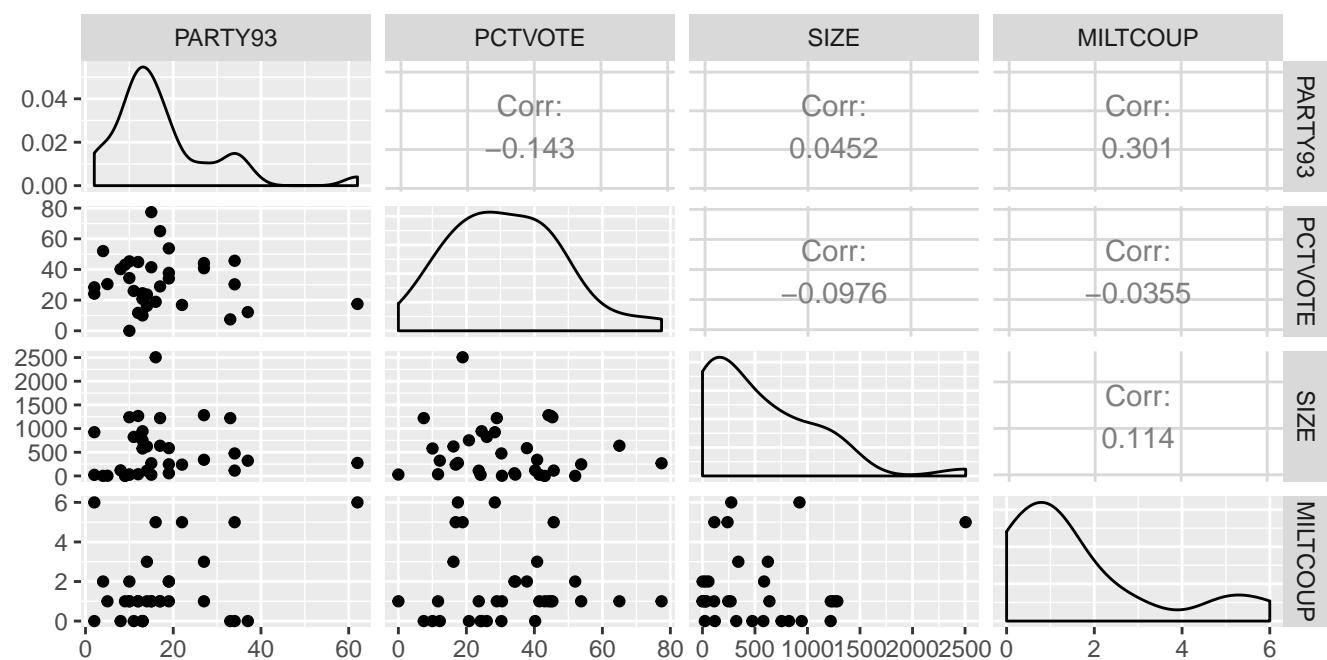 PARTY93 PCTVOTE SIZE MILTCOUP
0.04
0.02
0.00
Corr:
−0.143
Corr:
0.0452
Corr:
0.301
PARTY93
80
60
40
20
0
Corr:
−0.0976
Corr:
−0.0355
PCTVOTE
2500
2000
1500
1000
500
0
Corr:
0.114
SIZE
6
4
2
0
MILTCOUP
0 20 40 60 0 20 40 60 80 0 500 1000 1500 2000 2500 0 2 4 6